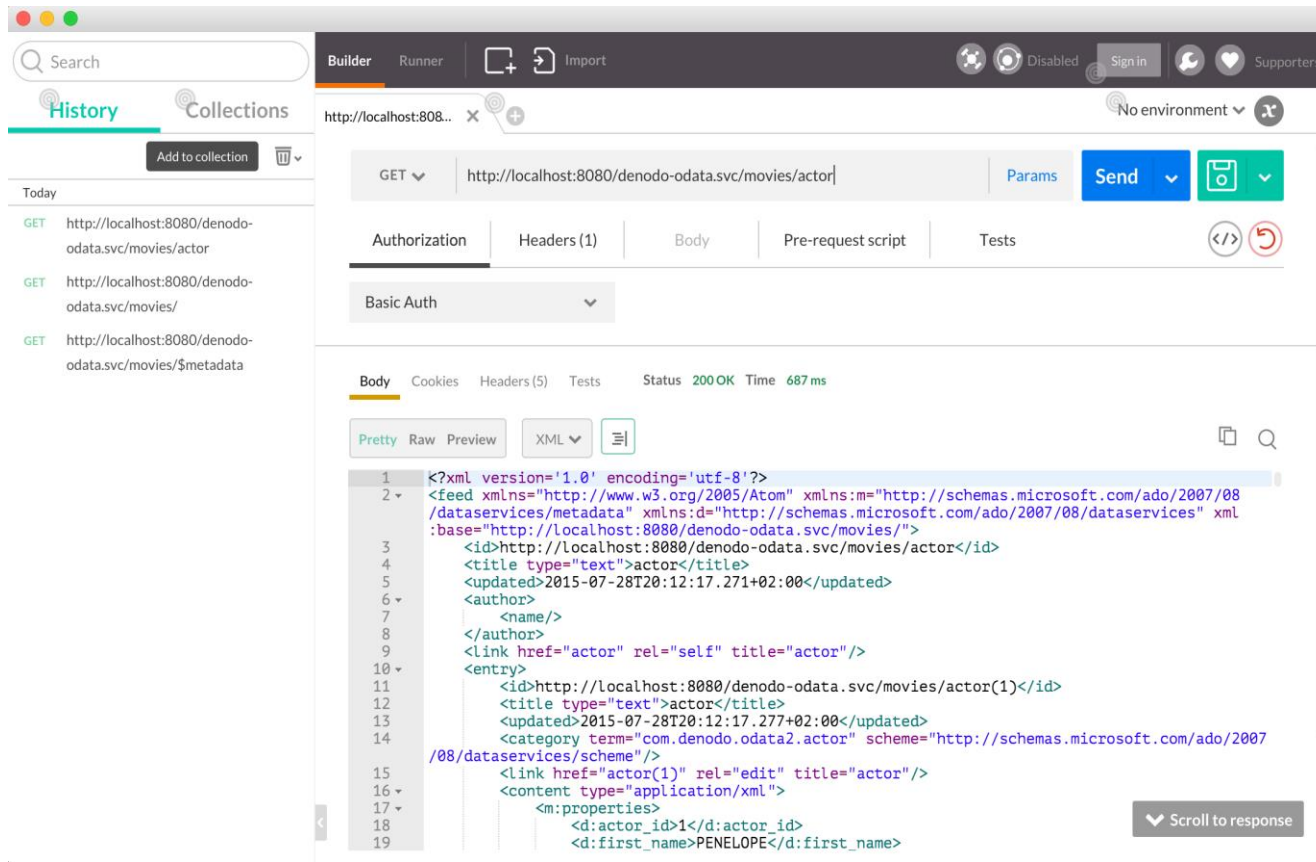 Search
History
Collections
Add to collection
Today
GET http://localhost:8080/denodo-
odata.svc/movies/actor
GET http://localhost:8080/denodo-
odata.svc/movies/
GET http://localhost:8080/denodo-
odata.svc/movies/$metadata
Builder Runner Import Disabled Sign in Supporters
http://localhost:808... No environment
GET http://localhost:8080/denodo-odata.svc/movies/actor Params Send
Authorization Headers (1) Body Pre-request script Tests
Basic Auth
Body Cookies Headers (5) Tests Status 200 OK Time 687 ms
Pretty Raw Preview XML
1 <?xml version='1.0' encoding='utf-8'?>
2 <feed xmlns="http://www.w3.org/2005/Atom" xmlns:m="http://schemas.microsoft.com/ado/2007/08
/dataservices/metadata" xmlns:d="http://schemas.microsoft.com/ado/2007/08/dataservices" xml
:base="http://localhost:8080/denodo-odata.svc/movies/">
3 <id>http://localhost:8080/denodo-odata.svc/movies/actor</id>
4 <title type="text">actor</title>
5 <updated>2015-07-28T20:12:17.271+02:00</updated>
6 <author>
7 <name/>
8 </author>
9 <link href="actor" rel="self" title="actor"/>
10 <entry>
11 <id>http://localhost:8080/denodo-odata.svc/movies/actor(1)</id>
12 <title type="text">actor</title>
13 <updated>2015-07-28T20:12:17.277+02:00</updated>
14 <category term="com.denodo.odata2.actor" scheme="http://schemas.microsoft.com/ado/2007
/08/dataservices/scheme"/>
15 <link href="actor(1)" rel="edit" title="actor"/>
16 <content type="application/xml">
17 <m:properties>
18 <d:actor_id>1</d:actor_id>
19 <d:first_name>PENELOPE</d:first_name>
Scroll to response